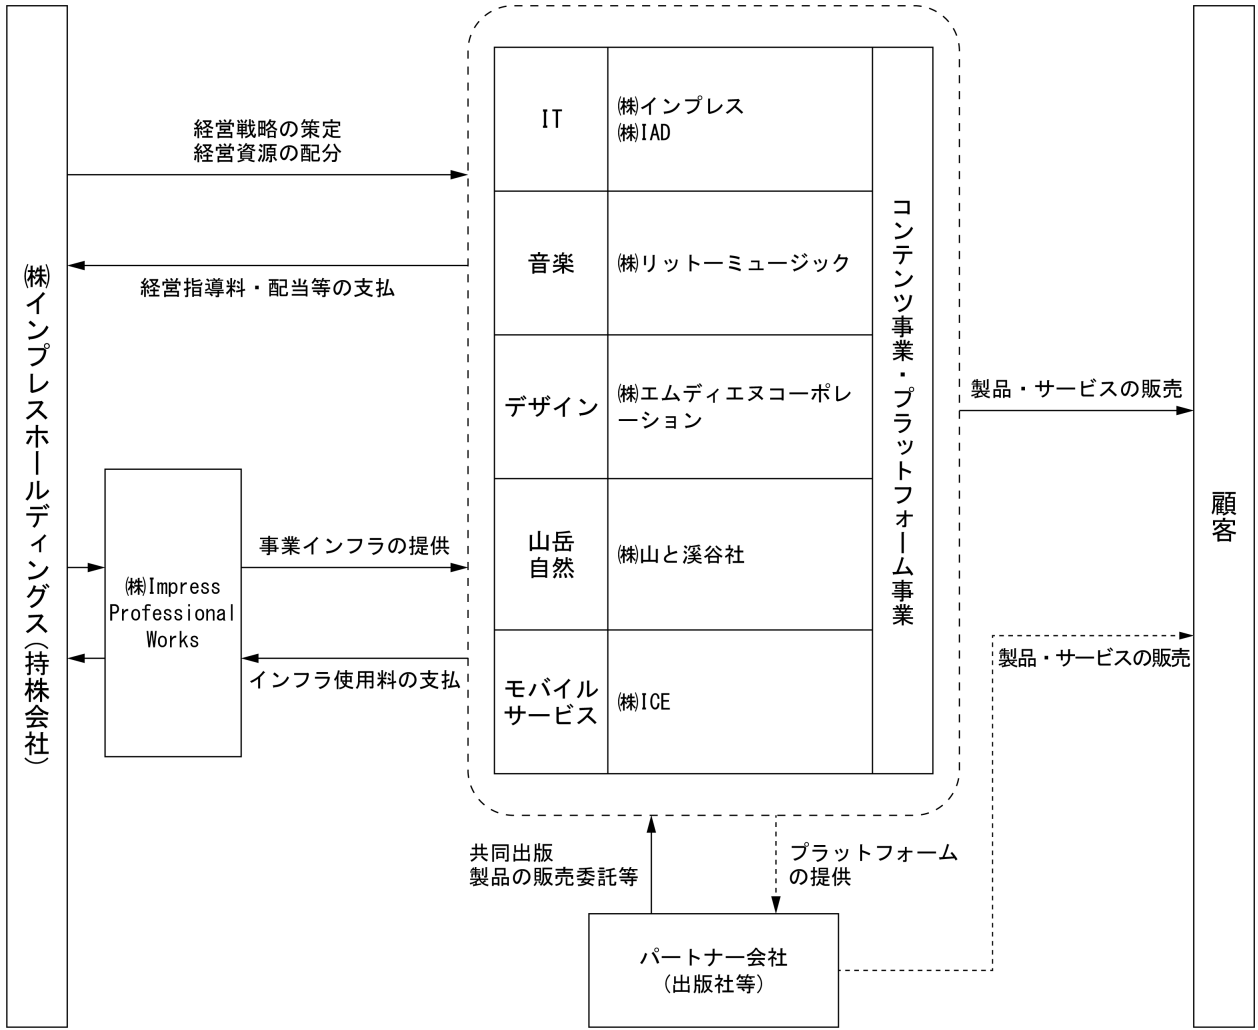 ㈱インプレスホールディングス(持株会社)
経営戦略の策定
経営資源の配分
経営指導料・配当等の支払
㈱Impress
Professional
Works
事業インフラの提供
インフラ使用料の支払
IT
㈱インプレス
㈱IAD
音楽
㈱リットーミュージック
デザイン
㈱エムディエヌコーポレ
ーション
山岳
自然
㈱山と溪谷社
モバイル
サービス
㈱ICE
コンテンツ事業・プラットフォーム事業
製品・サービスの販売
製品・サービスの販売
顧客
共同出版
製品の販売委託等
プラットフォーム
の提供
パートナー会社
(出版社等)